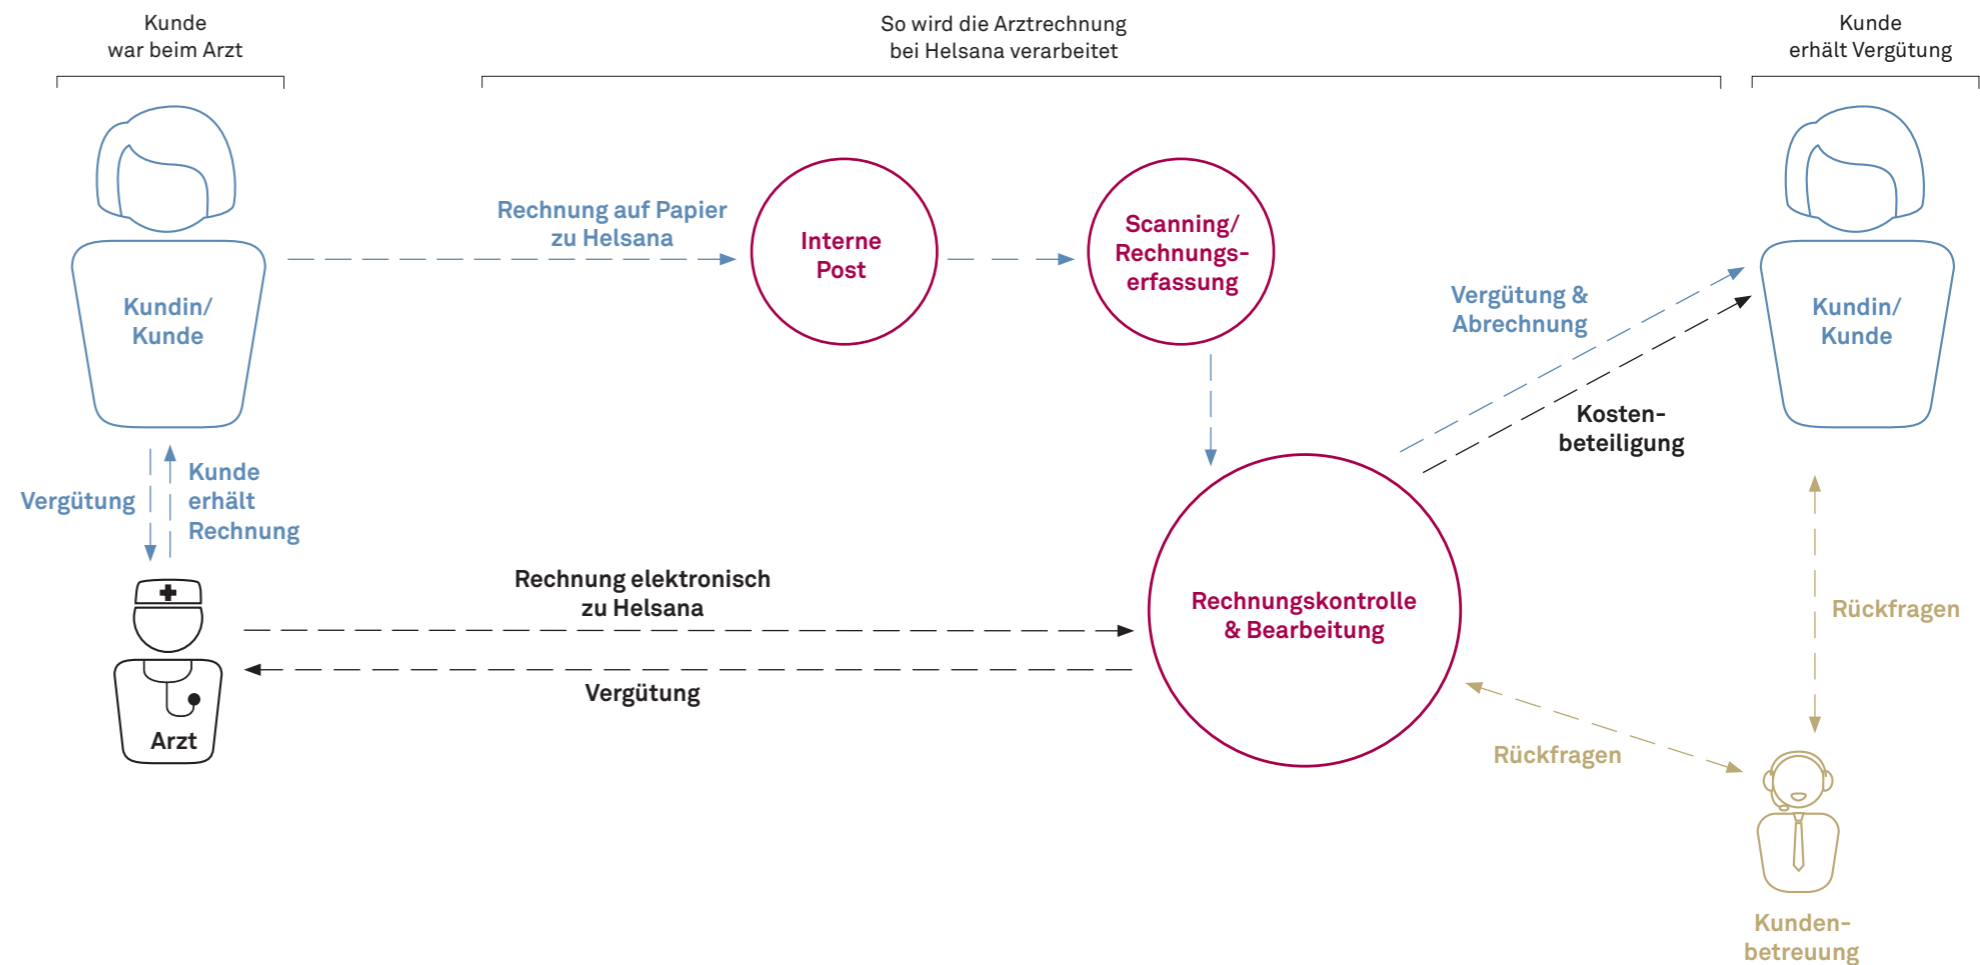 Kunde
war beim Arzt
So wird die Arztrechnung
bei Helsana verarbeitet
Kunde
erhält Vergütung
Rechnung auf Papier
zu Helsana
Interne
Post
Scanning/
Rechnungs-
erfassung
Kundin/
Kunde
Vergütung &
Abrechnung
Kundin/
Kunde
Kosten-
beteiligung
Vergütung
Kunde
erhält
Rechnung
Rechnung elektronisch
zu Helsana
Rechnungskontrolle
& Bearbeitung
Rückfragen
Vergütung
Arzt
Rückfragen
Kunden-
betreuung